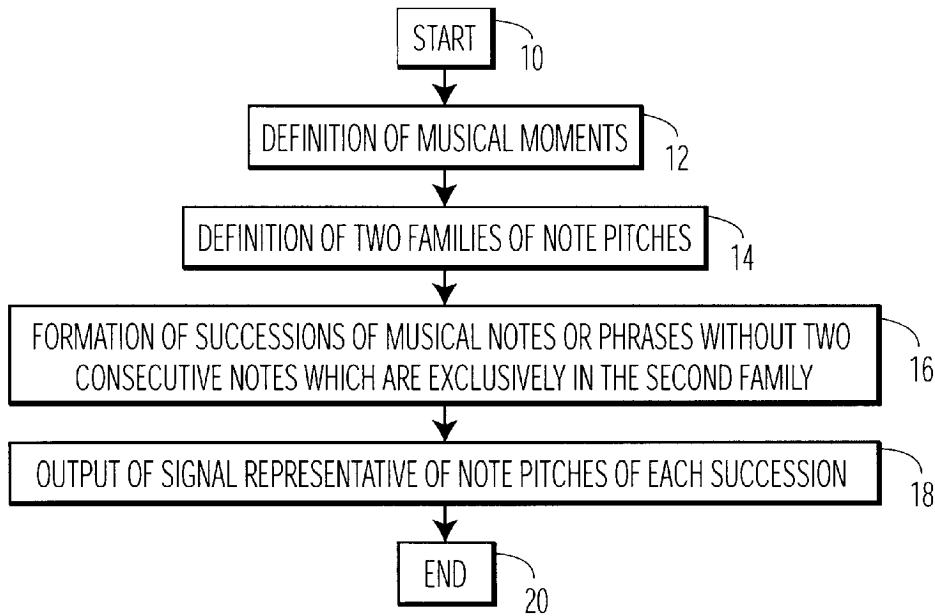 START
10
DEFINITION OF MUSICAL MOMENTS
12
DEFINITION OF TWO FAMILIES OF NOTE PITCHES
14
FORMATION OF SUCCESSIONS OF MUSICAL NOTES OR PHRASES WITHOUT TWO
CONSECUTIVE NOTES WHICH ARE EXCLUSIVELY IN THE SECOND FAMILY
16
OUTPUT OF SIGNAL REPRESENTATIVE OF NOTE PITCHES OF EACH SUCCESSION
18
END
20